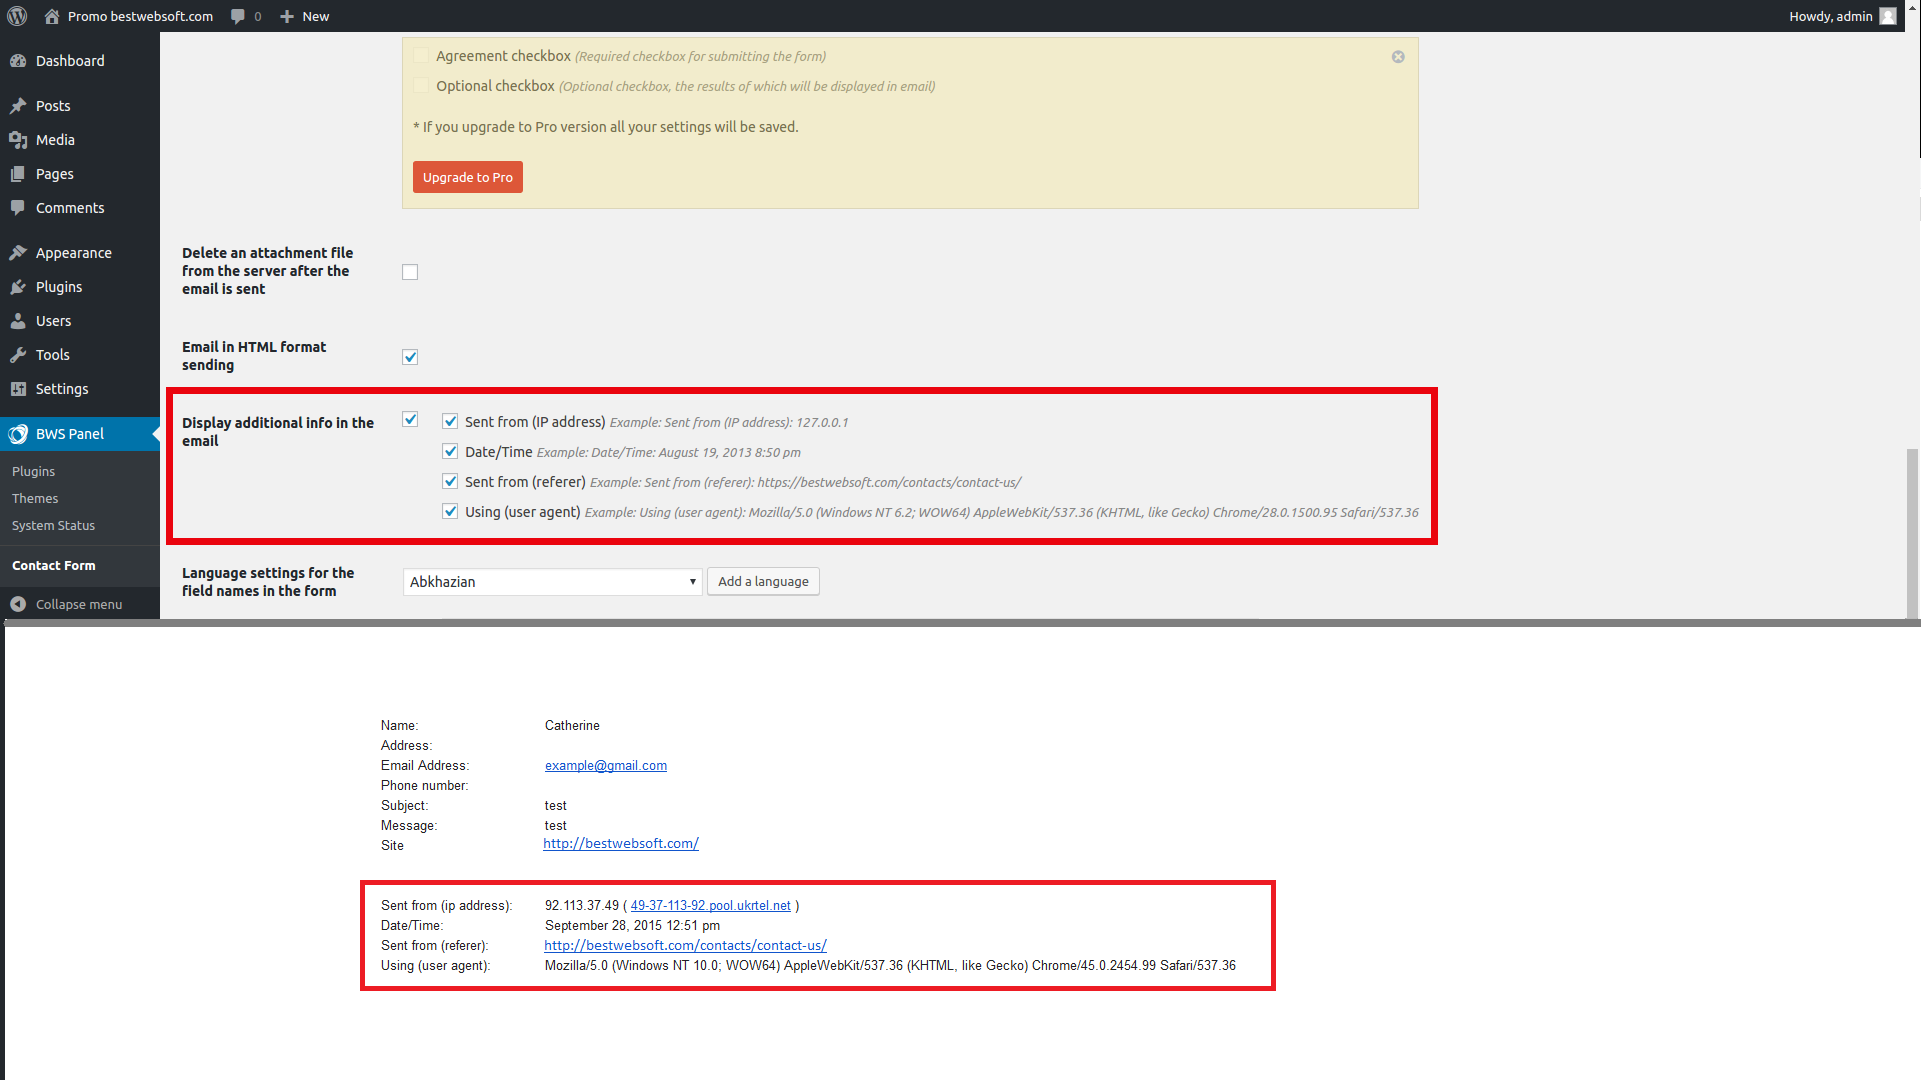 Promo bestwebsoft.com 0 New Howdy, admin
Dashboard
Posts
Media
Pages
Comments
Appearance
Plugins
Users
Tools
Settings
BWS Panel
Plugins
Themes
System Status
Contact Form
Collapse menu
Agreement checkbox (Required checkbox for submitting the form)
Optional checkbox (Optional checkbox, the results of which will be displayed in email)
* If you upgrade to Pro version all your settings will be saved.
Upgrade to Pro
Delete an attachment file
from the server after the
email is sent
Email in HTML format
sending
Display additional info in the
email
Sent from (IP address) Example: Sent from (IP address): 127.0.0.1
Date/Time Example: Date/Time: August 19, 2013 8:50 pm
Sent from (referer) Example: Sent from (referer): https://bestwebsoft.com/contacts/contact-us/
Using (user agent) Example: Using (user agent): Mozilla/5.0 (Windows NT 6.2; WOW64) AppleWebKit/537.36 (KHTML, like Gecko) Chrome/28.0.1500.95 Safari/537.36
Language settings for the
field names in the form
Abkhazian Add a language
Name: Catherine
Address:
Email Address: example@gmail.com
Phone number:
Subject: test
Message: test
Site http://bestwebsoft.com/
Sent from (ip address): 92.113.37.49 ( 49-37-113-92.pool.ukrtel.net )
Date/Time: September 28, 2015 12:51 pm
Sent from (referer): http://bestwebsoft.com/contacts/contact-us/
Using (user agent): Mozilla/5.0 (Windows NT 10.0; WOW64) AppleWebKit/537.36 (KHTML, like Gecko) Chrome/45.0.2454.99 Safari/537.36